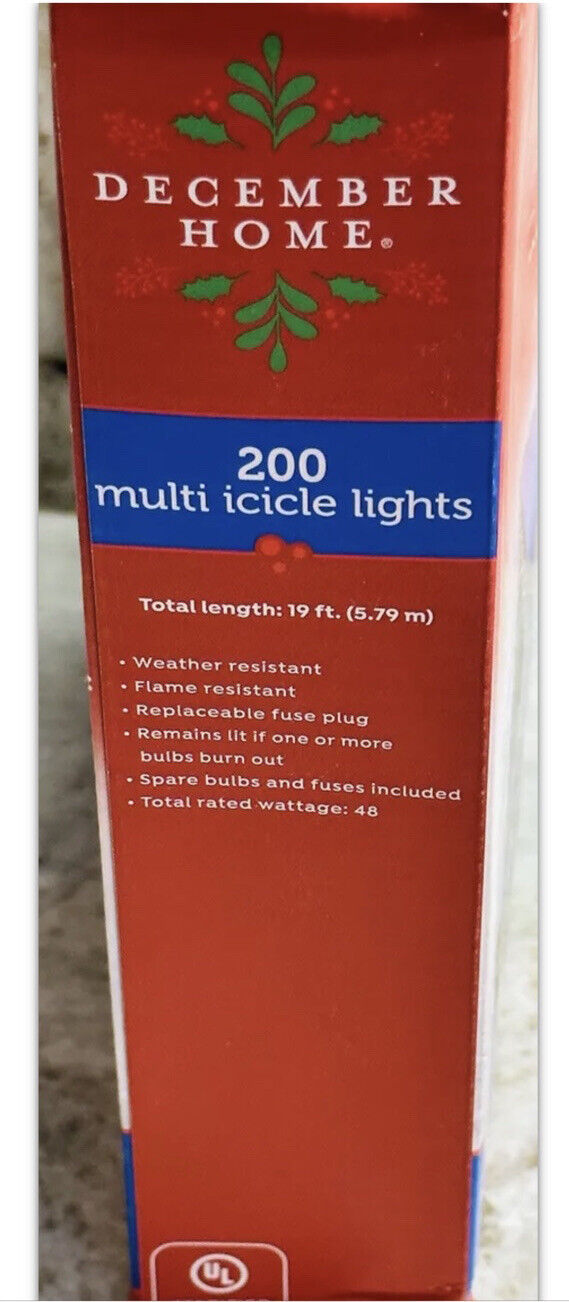 DECEMBER
HOME®
200
multi icicle lights
Total length: 19 ft. (5.79 m)
• Weather resistant
• Flame resistant
• Replaceable fuse plug
• Remains lit if one or more
bulbs burn out
• Spare bulbs and fuses included
• Total rated wattage: 48
UL